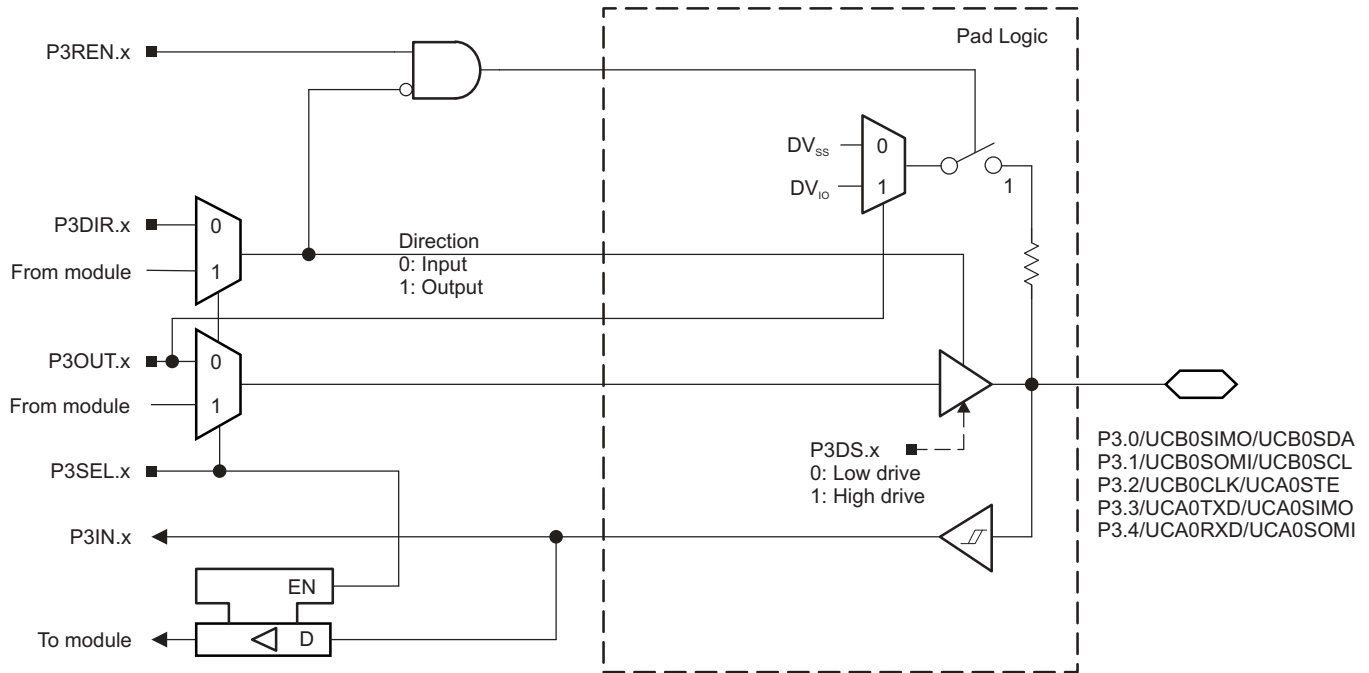 Pad Logic
P3REN.x
DVSS
0
DVIO
1
1
P3DIR.x
0
From module
1
Direction
0: Input
1: Output
P3OUT.x
0
From module
1
P3SEL.x
P3DS.x
0: Low drive
1: High drive
P3.0/UCB0SIMO/UCB0SDA
P3.1/UCB0SOMI/UCB0SCL
P3.2/UCB0CLK/UCA0STE
P3.3/UCA0TXD/UCA0SIMO
P3.4/UCA0RXD/UCA0SOMI
P3IN.x
EN
To module
D